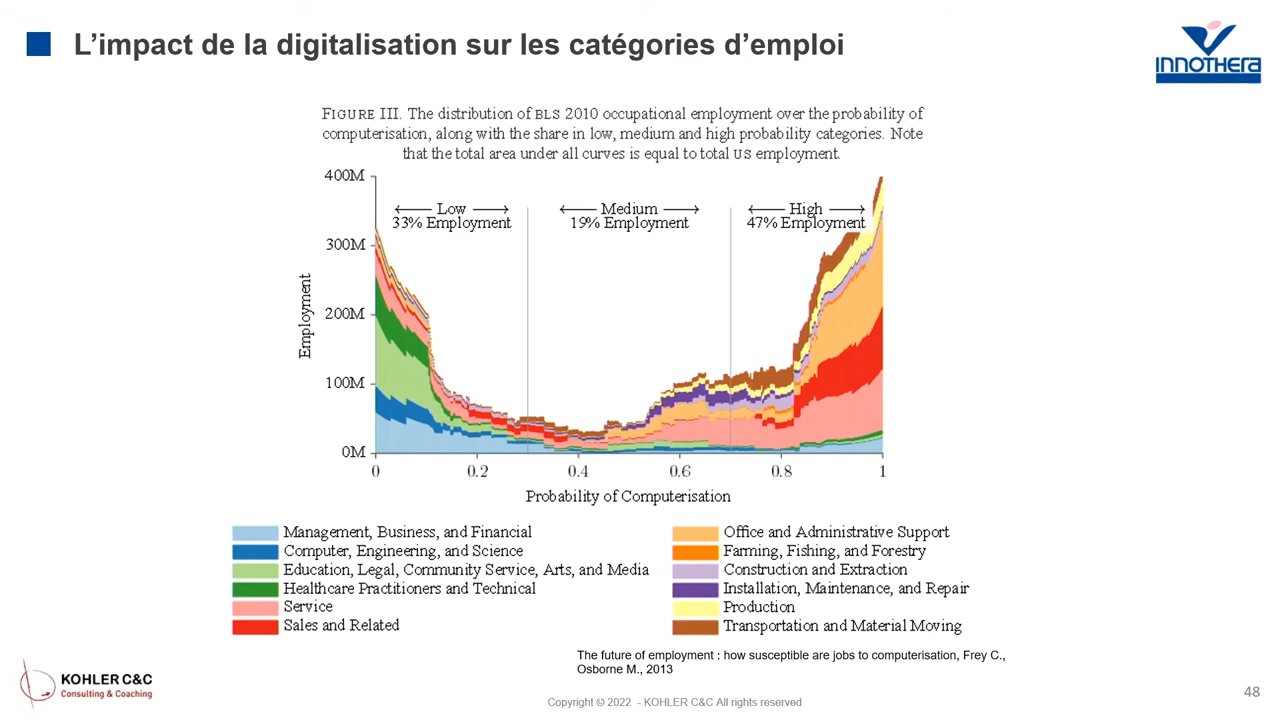 L’impact de la digitalisation sur les catégories d’emploi
INNOTHERA
FIGURE III. The distribution of BLS 2010 occupational employment over the probability of
computerisation, along with the share in low, medium and high probability categories. Note
that the total area under all curves is equal to total US employment.
400M
300M
200M
100M
0M
Employment
Low
33% Employment
Medium
19% Employment
High
47% Employment
0
0.2
0.4
0.6
0.8
1
Probability of Computerisation
Management, Business, and Financial
Computer, Engineering, and Science
Education, Legal, Community Service, Arts, and Media
Healthcare Practitioners and Technical
Service
Sales and Related
Office and Administrative Support
Farming, Fishing, and Forestry
Construction and Extraction
Installation, Maintenance, and Repair
Production
Transportation and Material Moving
The future of employment : how susceptible are jobs to computerisation, Frey C.,
Osborne M., 2013
KOHLER C&C
Consulting & Coaching
Copyright © 2022 - KOHLER C&C All rights reserved
48